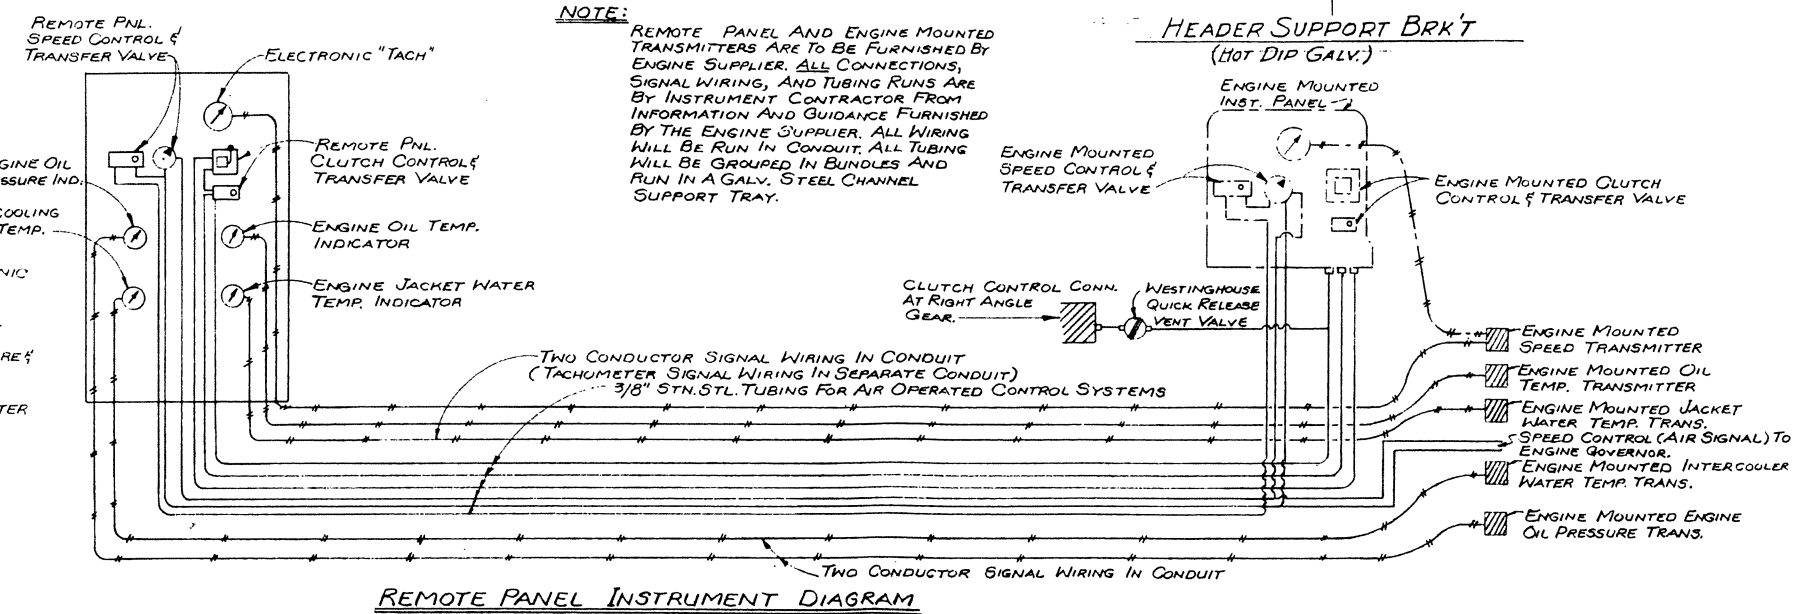 REMOTE PNL.
SPEED CONTROL &
TRANSFER VALVE
ELECTRONIC "TACH"
NOTE:
REMOTE PANEL AND ENGINE MOUNTED
TRANSMITTERS ARE TO BE FURNISHED BY
ENGINE SUPPLIER. ALL CONNECTIONS,
SIGNAL WIRING, AND TUBING RUNS ARE
BY INSTRUMENT CONTRACTOR FROM
INFORMATION AND GUIDANCE FURNISHED
BY THE ENGINE SUPPLIER. ALL WIRING
WILL BE RUN IN CONDUIT. ALL TUBING
WILL BE GROUPED IN BUNDLES AND
RUN IN A GALV. STEEL CHANNEL
SUPPORT TRAY.
HEADER SUPPORT BRK'T
(HOT DIP GALV.)
ENGINE MOUNTED
INST. PANEL
REMOTE PNL.
CLUTCH CONTROL &
TRANSFER VALVE
GINE OIL
SSURE IND.
COOLING
TEMP.
NIC
RE &
TER
ENGINE OIL TEMP.
INDICATOR
ENGINE JACKET WATER
TEMP. INDICATOR
ENGINE MOUNTED
SPEED CONTROL &
TRANSFER VALVE
ENGINE MOUNTED CLUTCH
CONTROL & TRANSFER VALVE
CLUTCH CONTROL CONN.
AT RIGHT ANGLE
GEAR.
WESTINGHOUSE
QUICK RELEASE
VENT VALVE
TWO CONDUCTOR SIGNAL WIRING IN CONDUIT
(TACHOMETER SIGNAL WIRING IN SEPARATE CONDUIT)
3/8" STN. STL. TUBING FOR AIR OPERATED CONTROL SYSTEMS
ENGINE MOUNTED
SPEED TRANSMITTER
ENGINE MOUNTED OIL
TEMP. TRANSMITTER
ENGINE MOUNTED JACKET
WATER TEMP. TRANS.
SPEED CONTROL (AIR SIGNAL) TO
ENGINE GOVERNOR.
ENGINE MOUNTED INTERCOOLER
WATER TEMP. TRANS.
ENGINE MOUNTED ENGINE
OIL PRESSURE TRANS.
TWO CONDUCTOR SIGNAL WIRING IN CONDUIT
REMOTE PANEL INSTRUMENT DIAGRAM